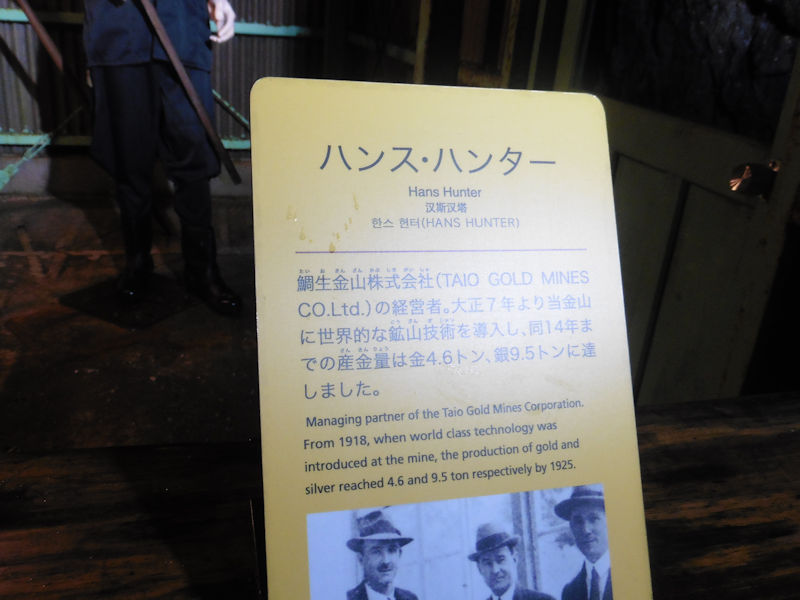 ハンス・ハンター
Hans Hunter
汉斯汉塔
한스 헌터(HANS HUNTER)
鯛生金山株式会社(TAIO GOLD MINES
CO.Ltd.)の経営者。大正7年より当金山
に世界的な鉱山技術を導入し、同14年ま
での産金量は金4.6トン、銀9.5トンに達
しました。
Managing partner of the Taio Gold Mines Corporation.
From 1918, when world class technology was
introduced at the mine, the production of gold and
silver reached 4.6 and 9.5 ton respectively by 1925.